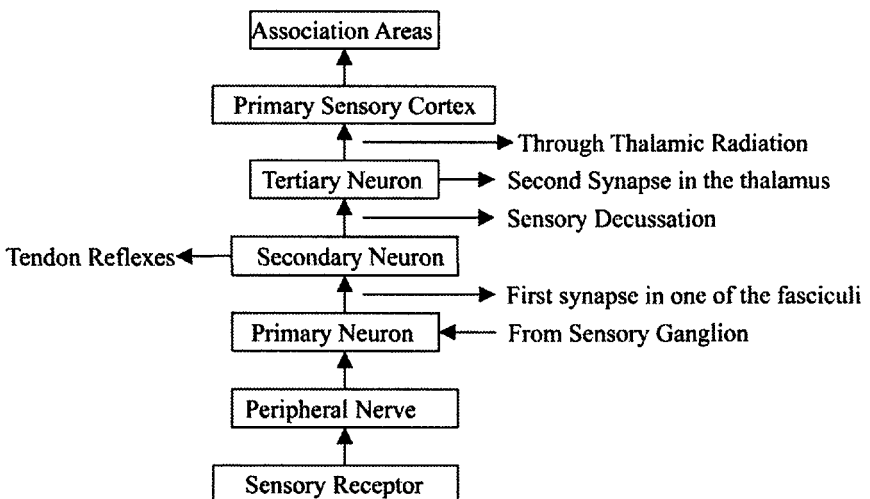 Association Areas
Primary Sensory Cortex
Through Thalamic Radiation
Tertiary Neuron
Second Synapse in the thalamus
Sensory Decussation
Tendon Reflexes
Secondary Neuron
First synapse in one of the fasciculi
Primary Neuron
From Sensory Ganglion
Peripheral Nerve
Sensory Receptor